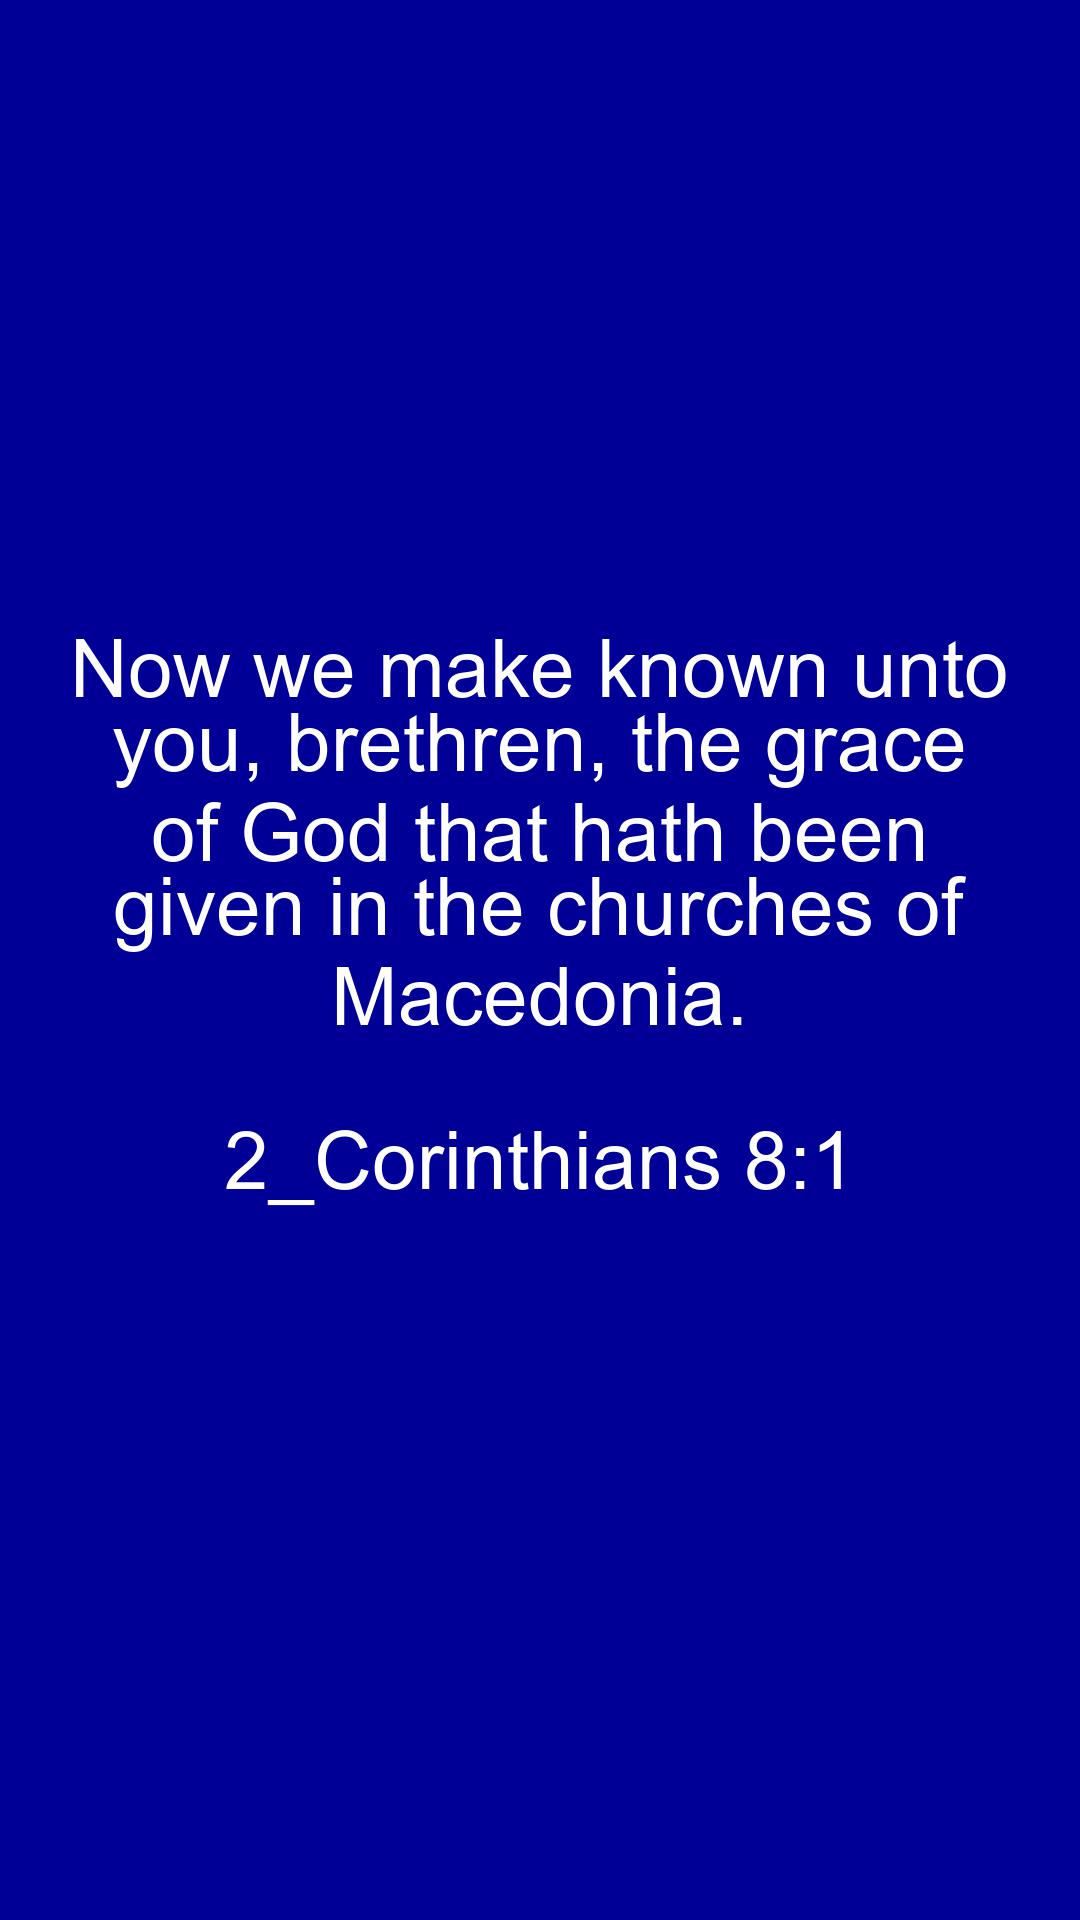 Now we make known unto
you, brethren, the grace
of God that hath been
given in the churches of
Macedonia.
2_Corinthians 8:1